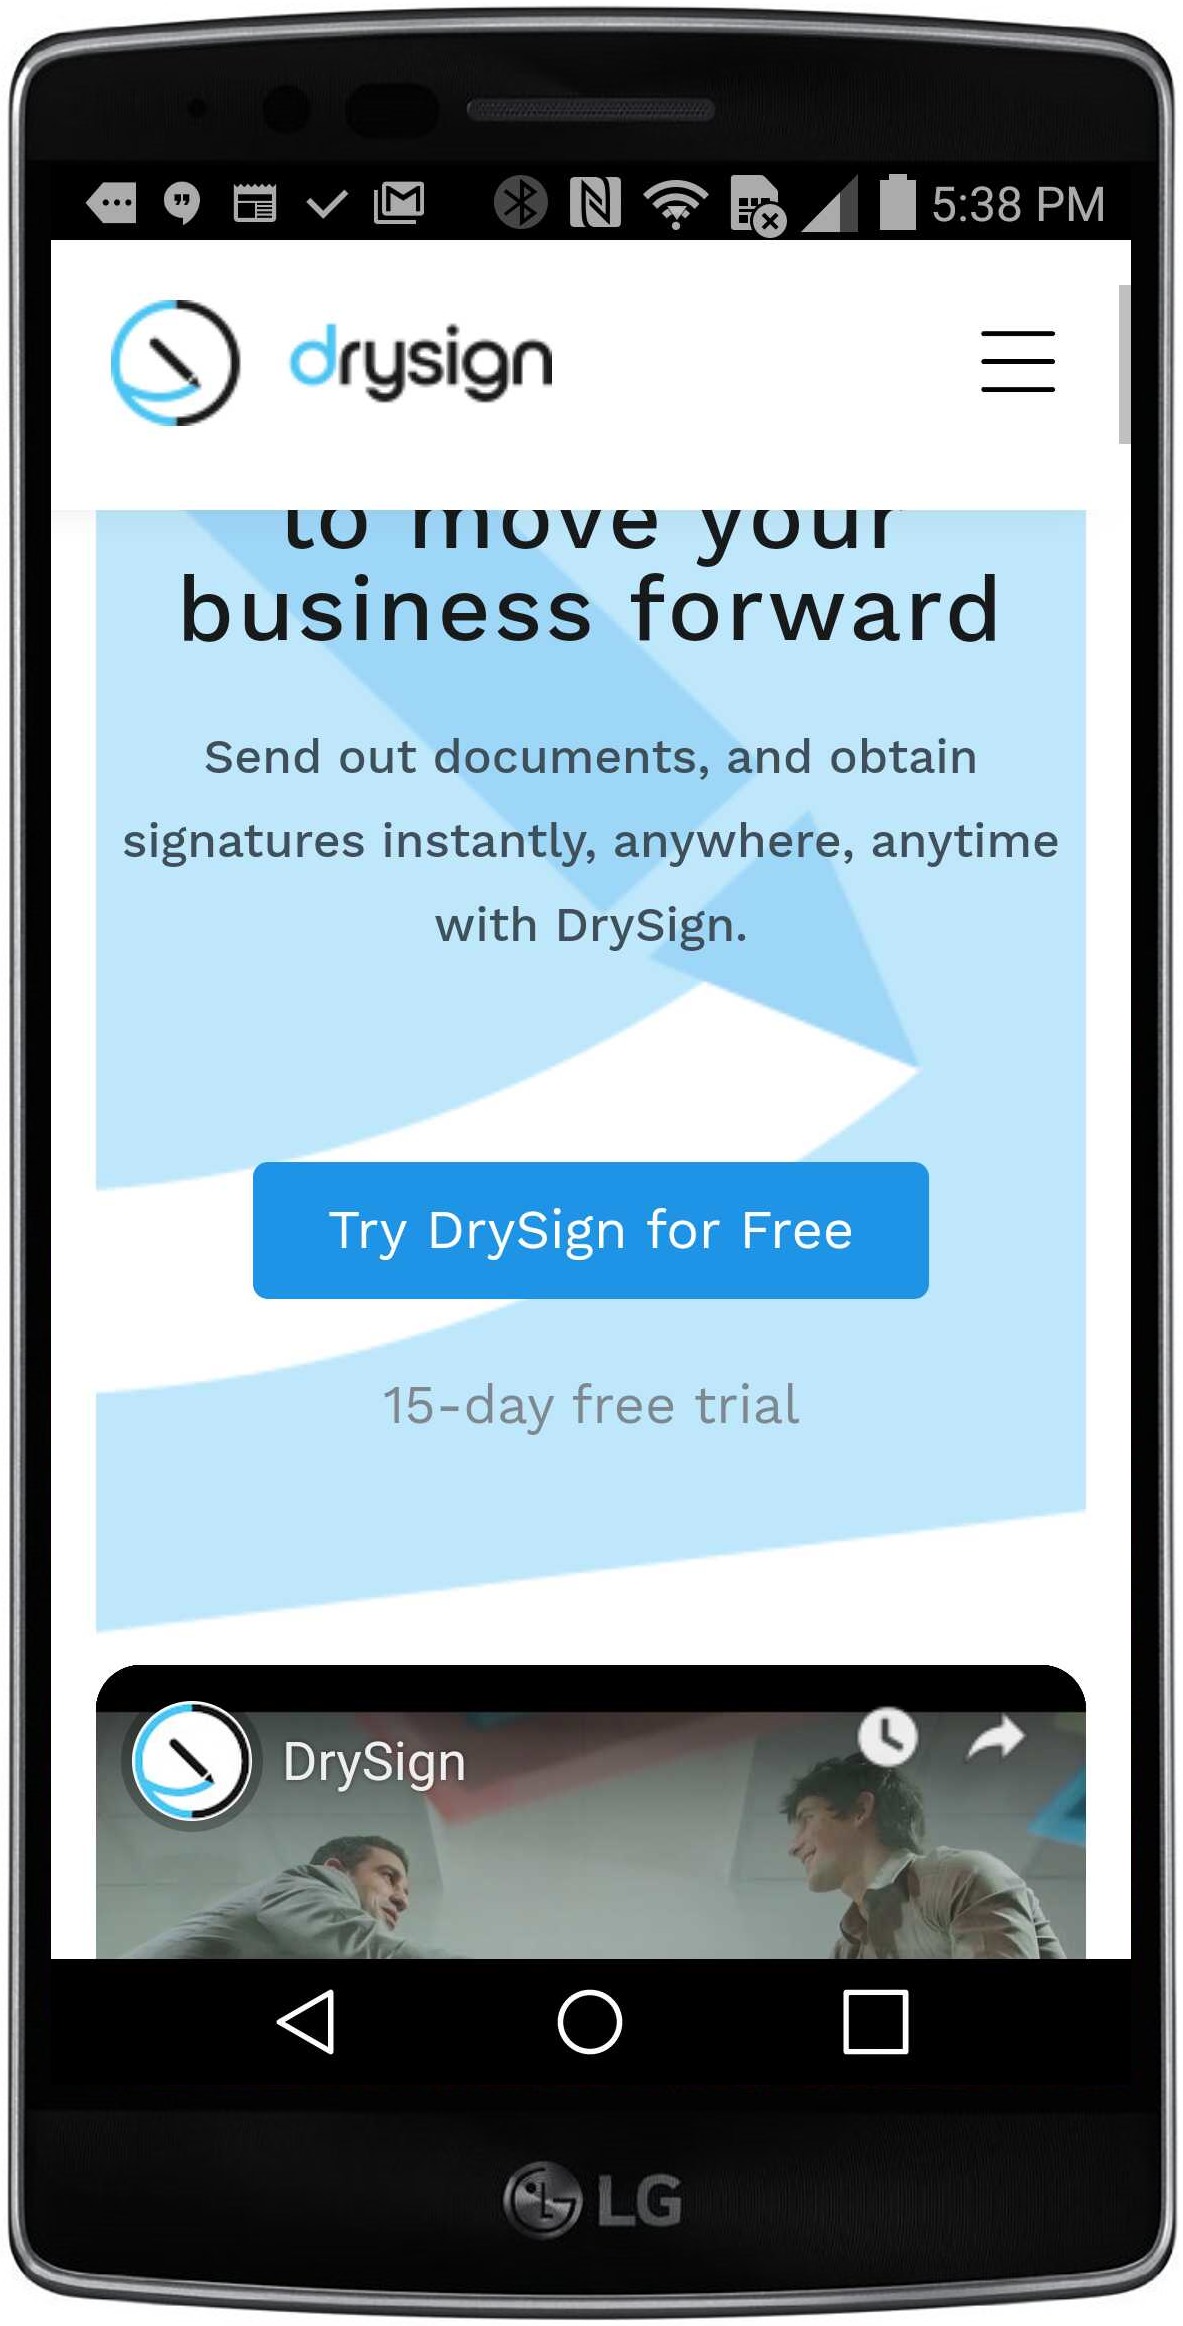 5:38 PM
drysign
to move your
business forward
Send out documents, and obtain
signatures instantly, anywhere, anytime
with DrySign.
Try DrySign for Free
15-day free trial
DrySign
LG